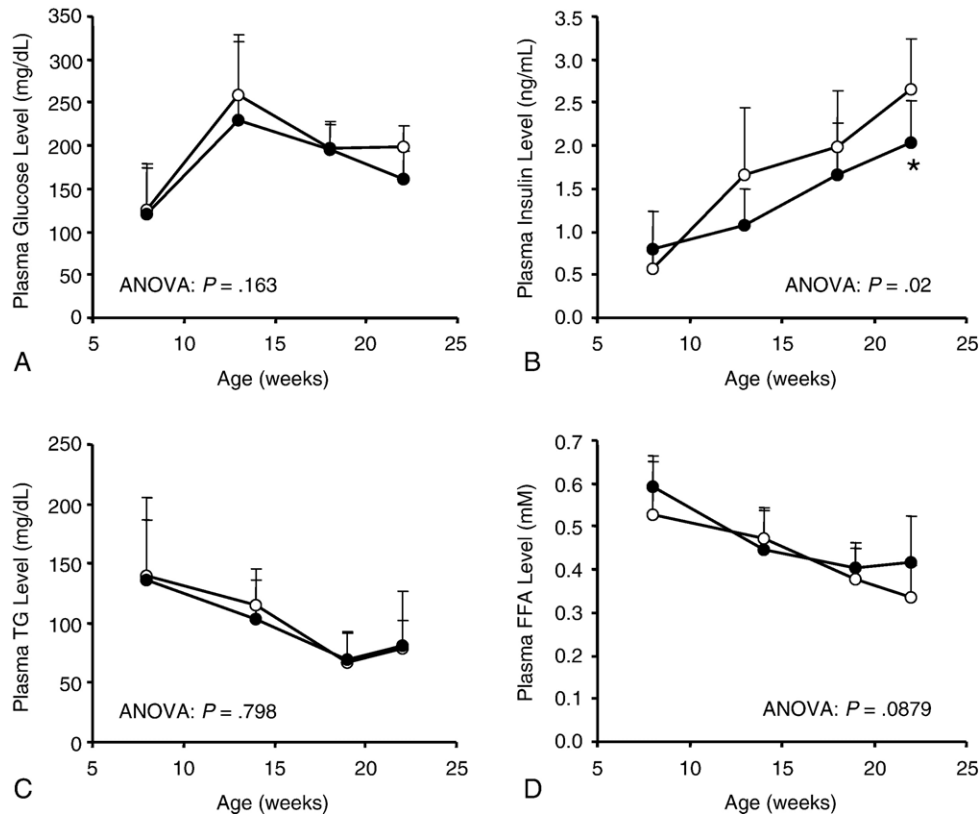 Plasma Glucose Level (mg/dL)
350
300
250
200
150
100
50
0
ANOVA: P = .163
5 10 15 20 25
Age (weeks)
A
Plasma Insulin Level (ng/mL)
3.5
3.0
2.5
2.0
1.5
1.0
0.5
0.0
*
ANOVA: P = .02
5 10 15 20 25
Age (weeks)
B
Plasma TG Level (mg/dL)
250
200
150
100
50
0
ANOVA: P = .798
5 10 15 20 25
Age (weeks)
C
Plasma FFA Level (mM)
0.7
0.6
0.5
0.4
0.3
0.2
0.1
0.0
ANOVA: P = .0879
5 10 15 20 25
Age (weeks)
D